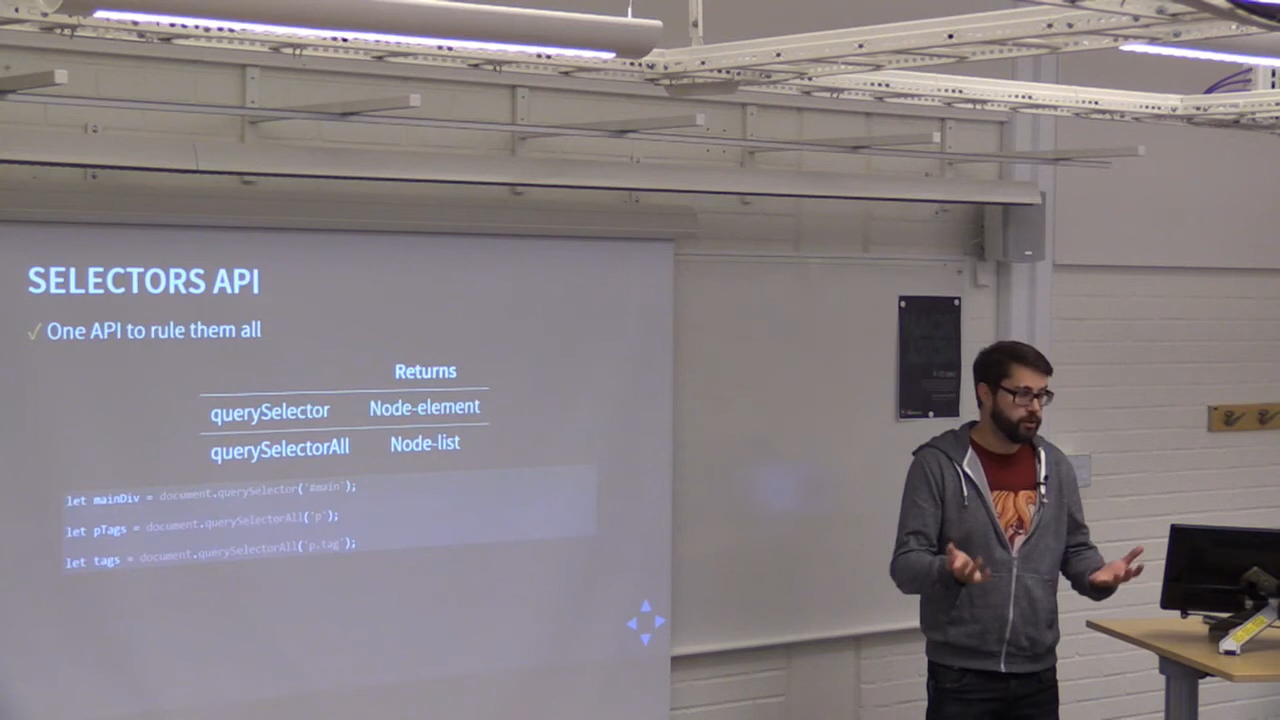 SELECTORS API
✓ One API to rule them all
Returns
querySelector Node-element
querySelectorAll Node-list
let mainDiv = document.querySelector('#main');
let pTags = document.querySelectorAll('p');
let tags = document.querySelectorAll('p.tag');